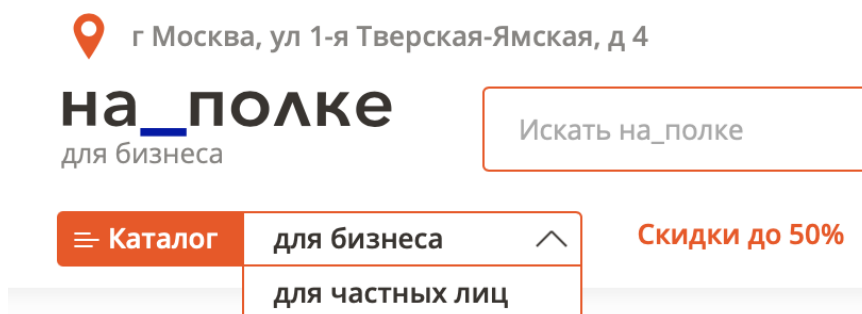 г Москва, ул 1-я Тверская-Ямская, д 4
на_полке
для бизнеса
Искать на_полке
Каталог
для бизнеса
Скидки до 50%
для частных лиц